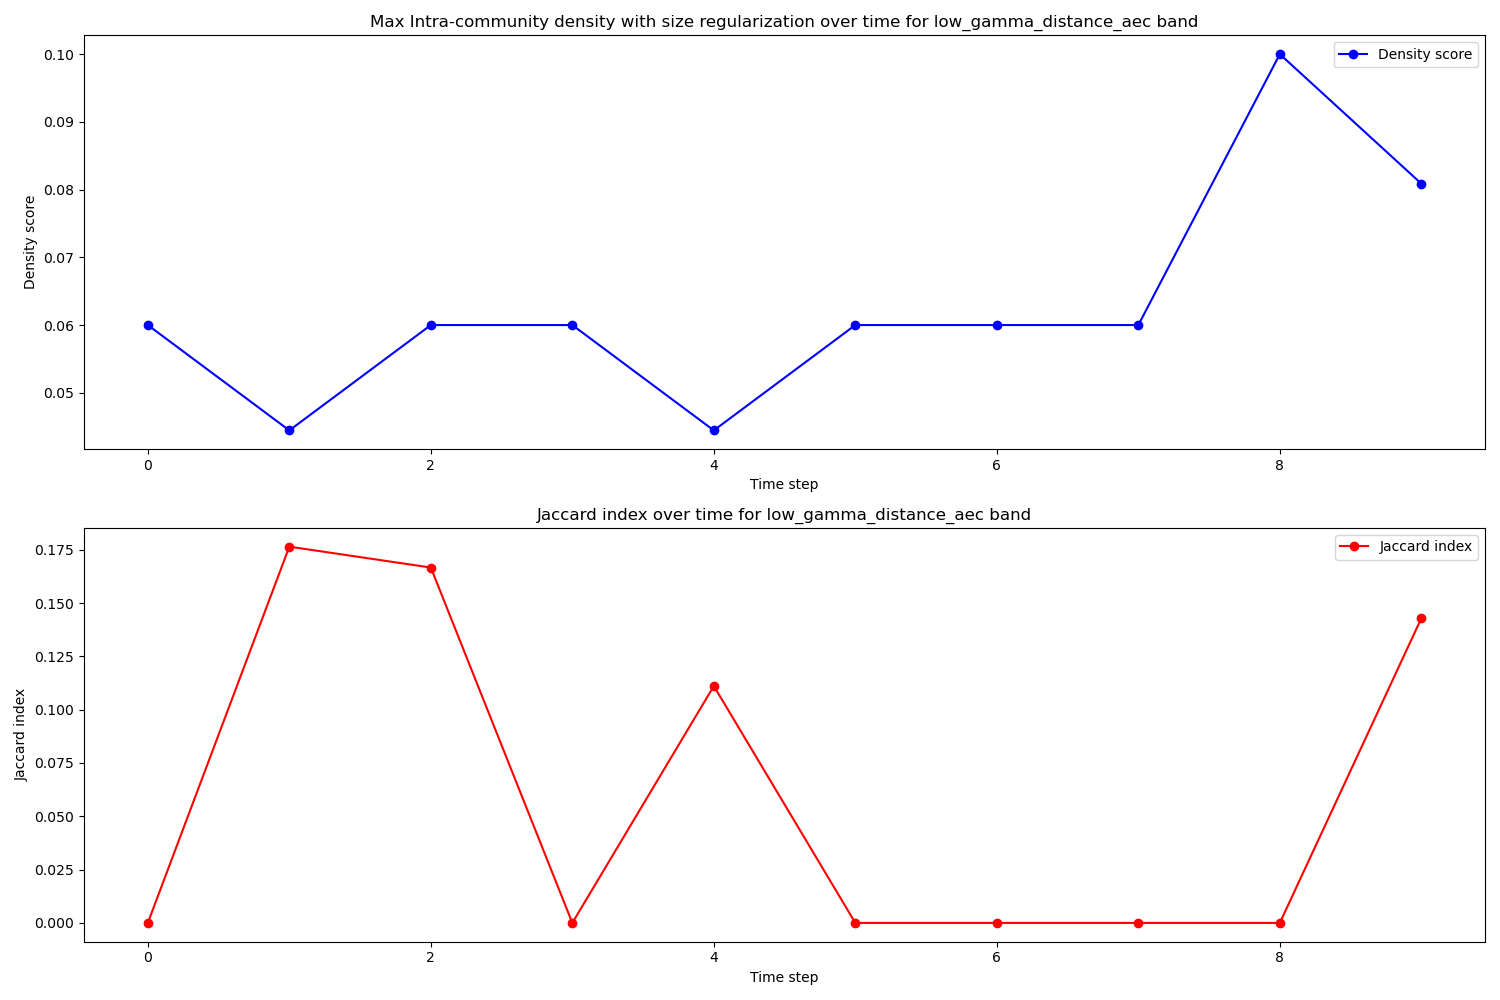 Max Intra-community density with size regularization over time for low_gamma_distance_aec band
Density score
0.10
0.09
0.08
0.07
0.06
0.05
Density score
0 2 4 6 8
Time step
Jaccard index over time for low_gamma_distance_aec band
Jaccard index
0.175
0.150
0.125
0.100
0.075
0.050
0.025
0.000
Jaccard index
0 2 4 6 8
Time step